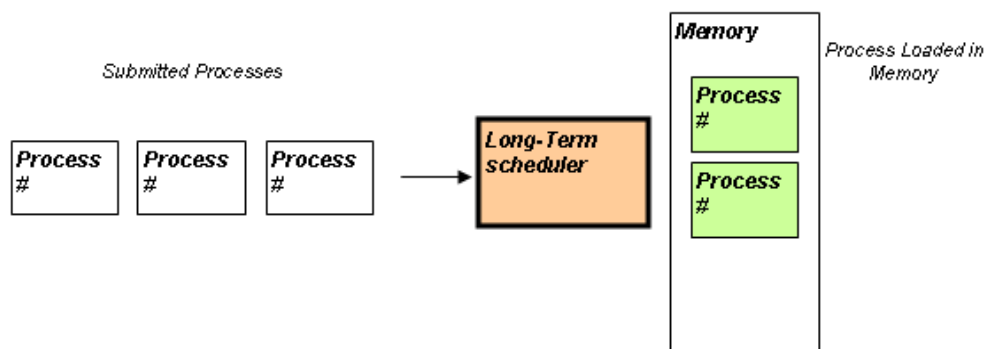 Submitted Processes
Process
#
Process
#
Process
#
Long-Term
scheduler
Memory
Process
#
Process
#
Process Loaded in
Memory